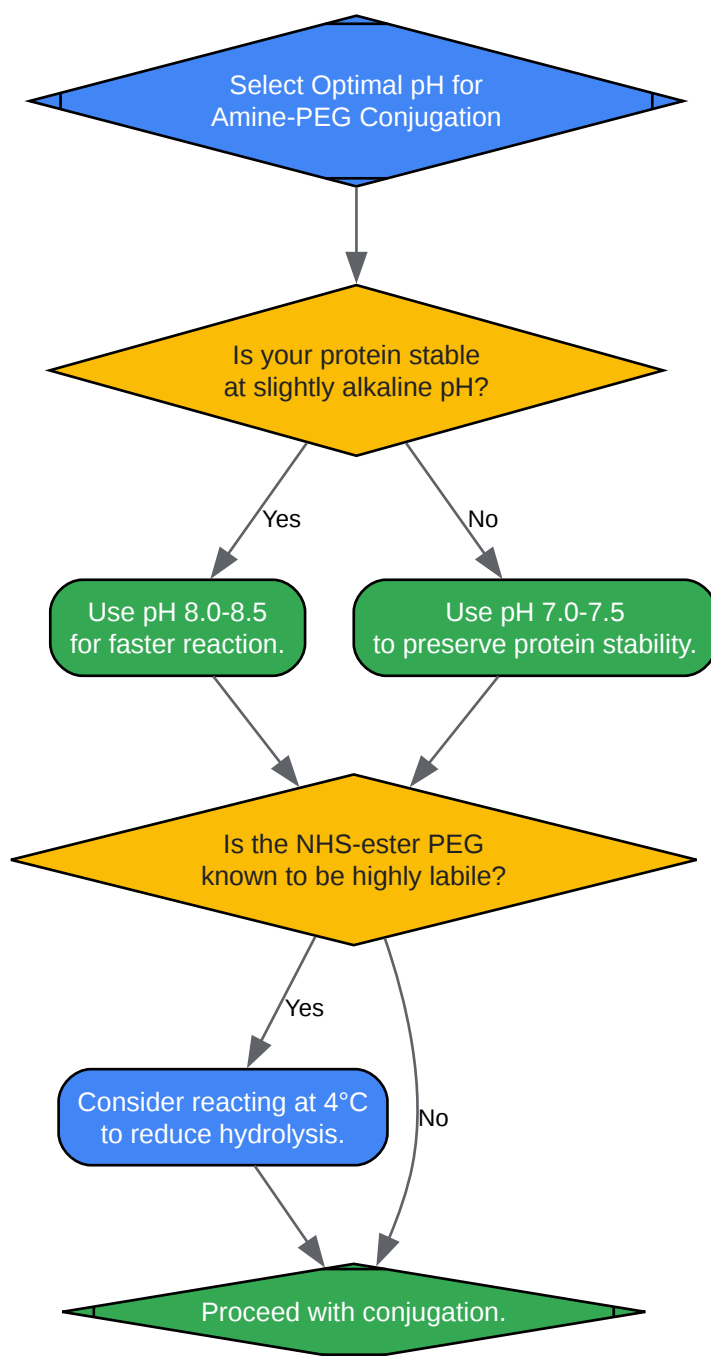 Select Optimal pH for
Amine-PEG Conjugation
Is your protein stable
at slightly alkaline pH?
Yes
No
Use pH 8.0-8.5
for faster reaction.
Use pH 7.0-7.5
to preserve protein stability.
Is the NHS-ester PEG
known to be highly labile?
Yes
Consider reacting at 4°C
to reduce hydrolysis.
No
Proceed with conjugation.